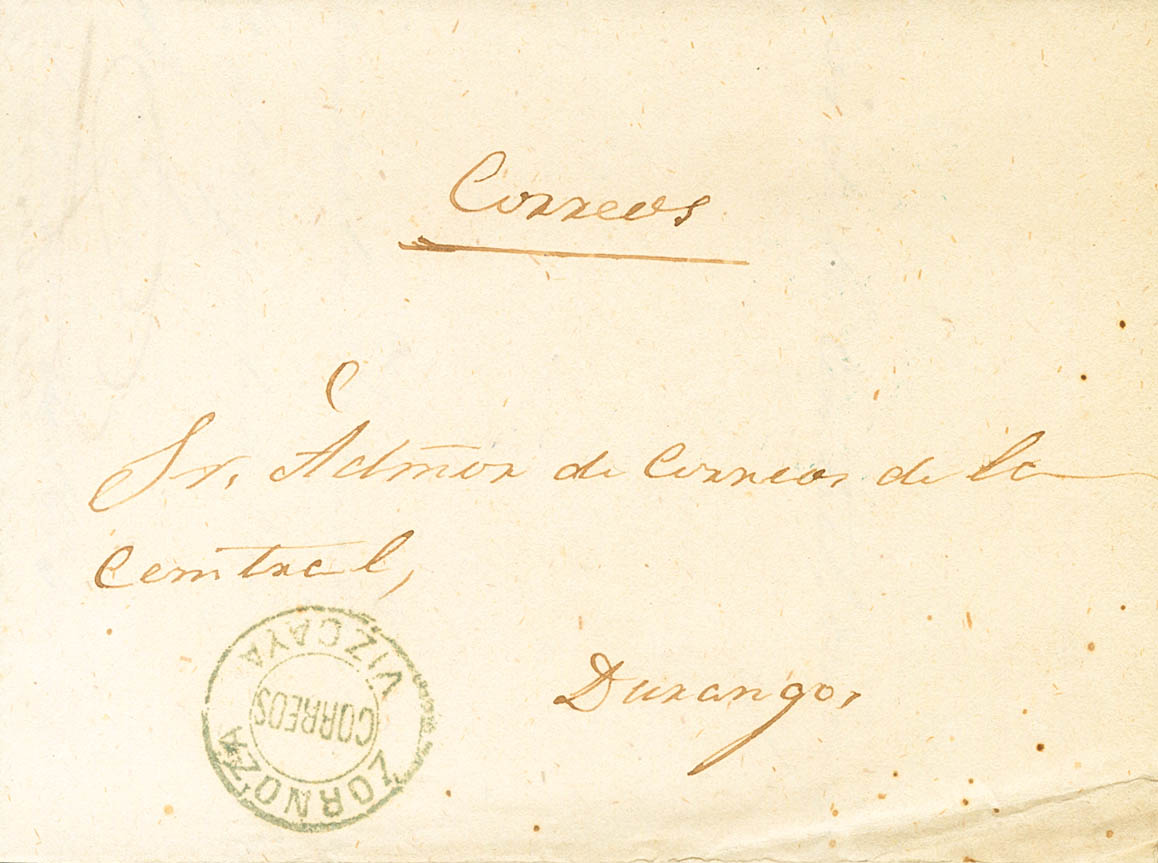 Correos
Sr. Admor de Correos de la
Central,
Durango,
ZORNOZA
CORREOS
VIZCAYA